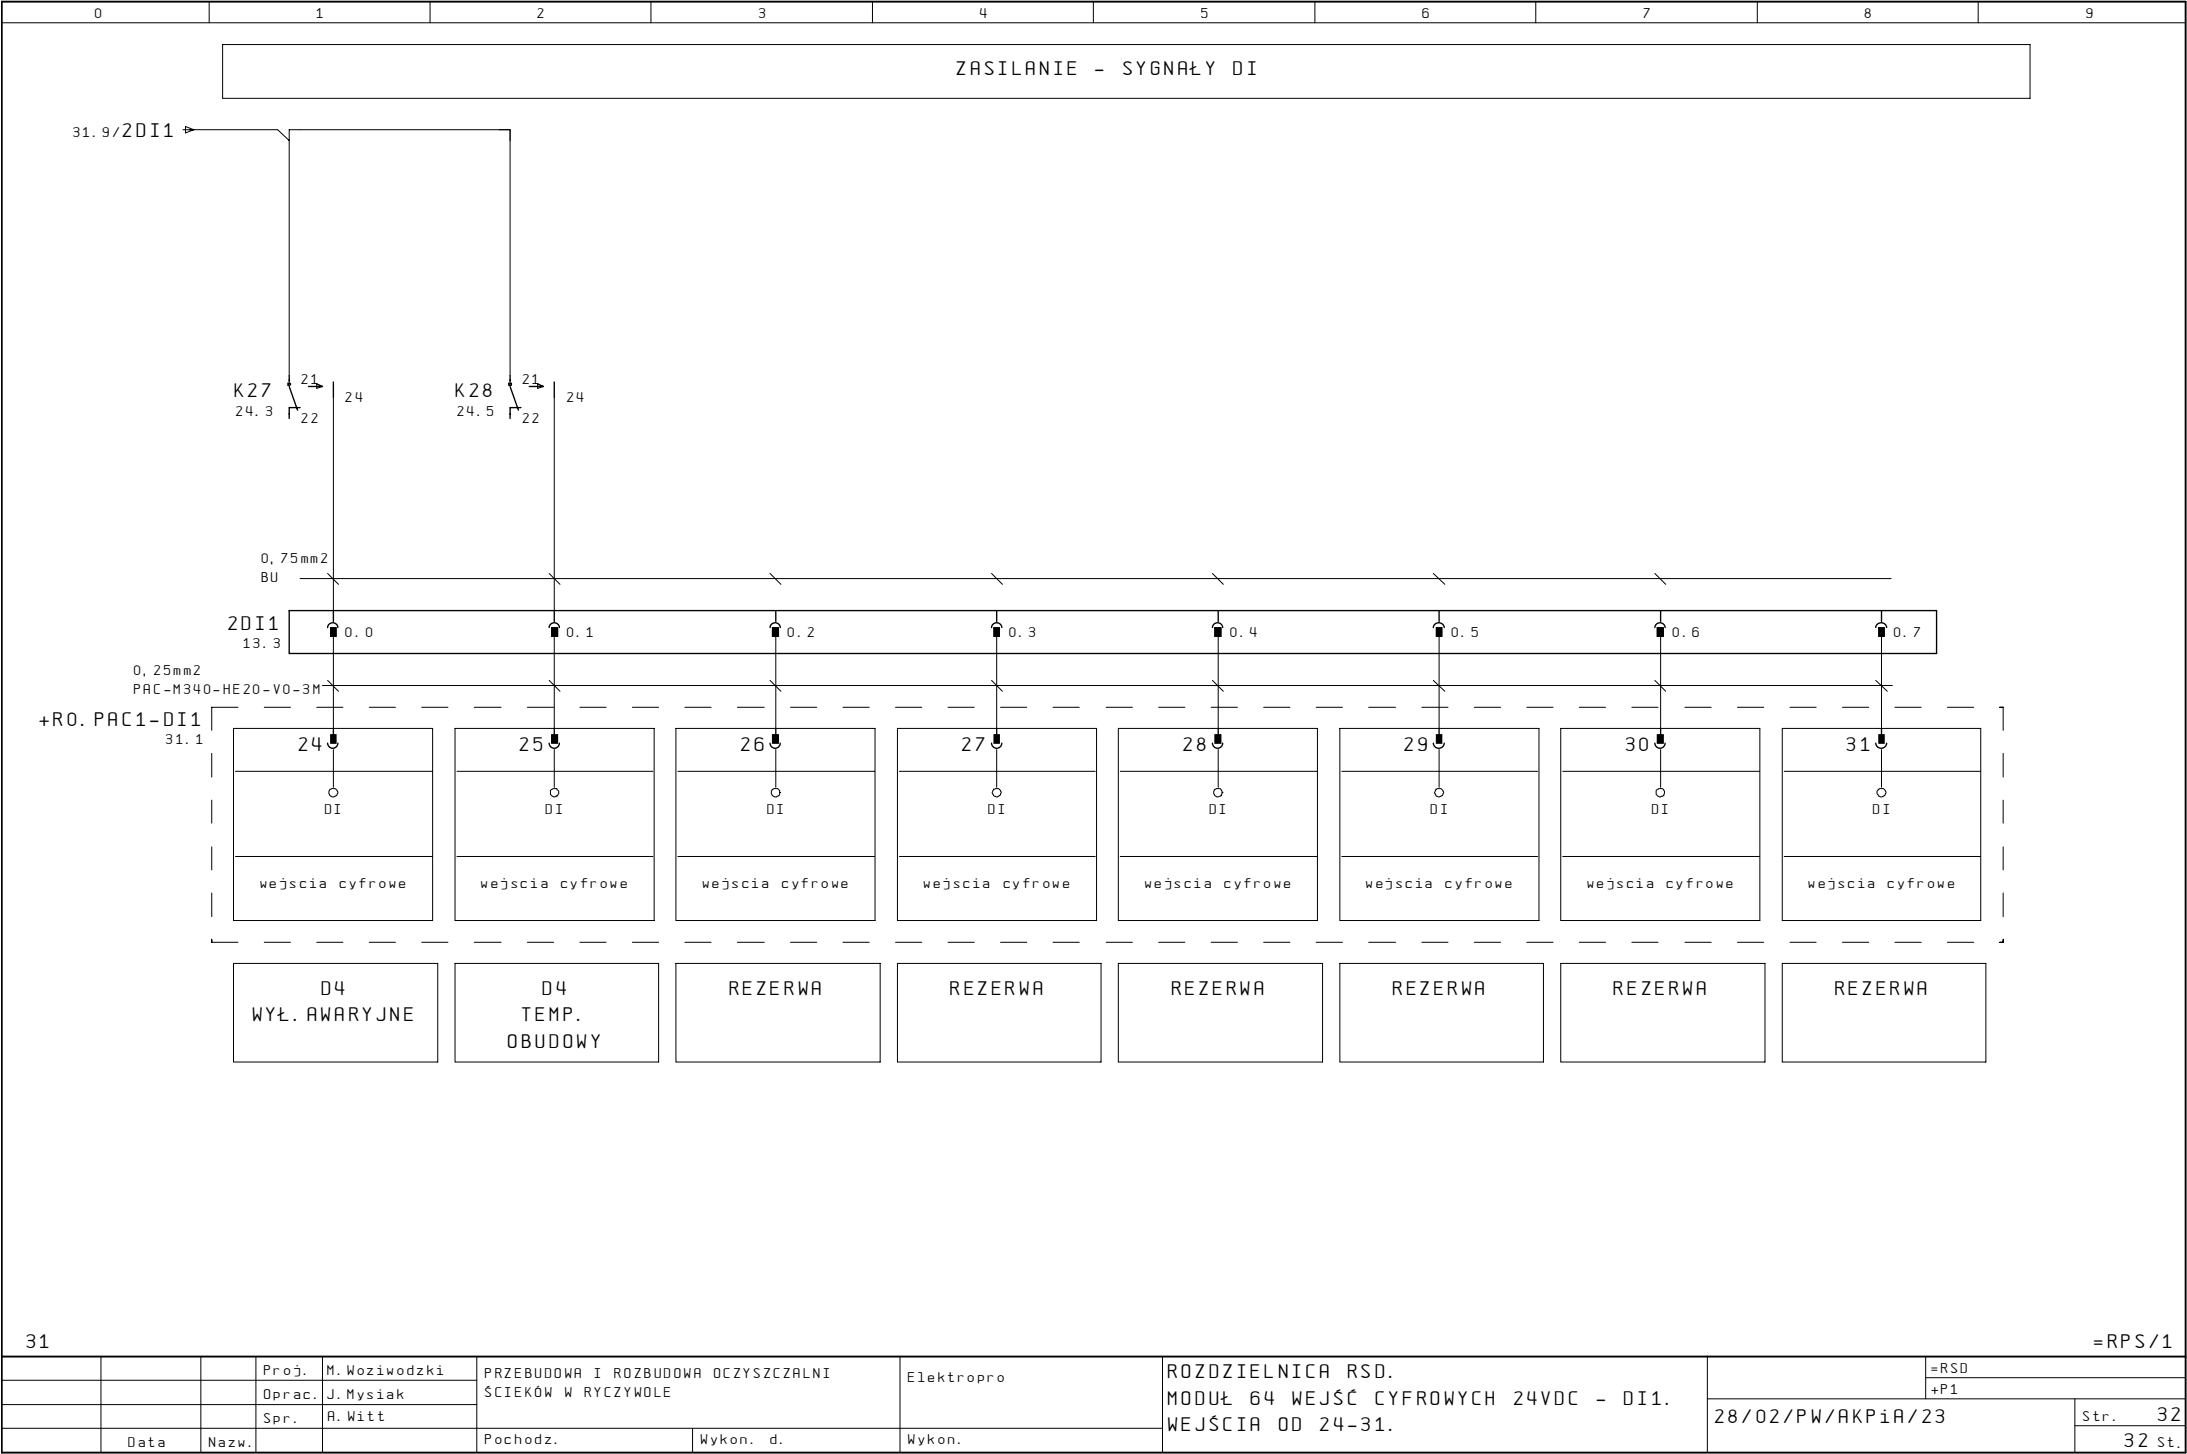 0 1 2 3 4 5 6 7 8 9
ZASILANIE - SYGNAŁY DI
31.9/2DI1
K27 21 24
24.3 22
K28 21 24
24.5 22
0,75mm2
BU
2DI1 0.0 0.1 0.2 0.3 0.4 0.5 0.6 0.7
13.3
0,25mm2
PAC-M340-HE20-V0-3M
+RO.PAC1-DI1
31.1
24 25 26 27 28 29 30 31
DI DI DI DI DI DI DI DI
wejscia cyfrowe wejscia cyfrowe wejscia cyfrowe wejscia cyfrowe wejscia cyfrowe wejscia cyfrowe wejscia cyfrowe wejscia cyfrowe
D4
WYŁ.AWARYJNE
D4
TEMP.
OBUDOWY
REZERWA
REZERWA
REZERWA
REZERWA
REZERWA
REZERWA
31 =RPS/1
Proj. M.Woziwodzki
Oprac. J.Mysiak
Spr. A.Witt
Data Nazw.
PRZEBUDOWA I ROZBUDOWA OCZYSZCZALNI
ŚCIEKÓW W RYCZYWOLE
Pochodz. Wykon. d.
Elektropro
Wykon.
ROZDZIELNICA RSD.
MODUŁ 64 WEJŚĆ CYFROWYCH 24VDC - DI1.
WEJŚCIA OD 24-31.
=RSD
+P1
28/02/PW/AKPiA/23
Str. 32
32 St.